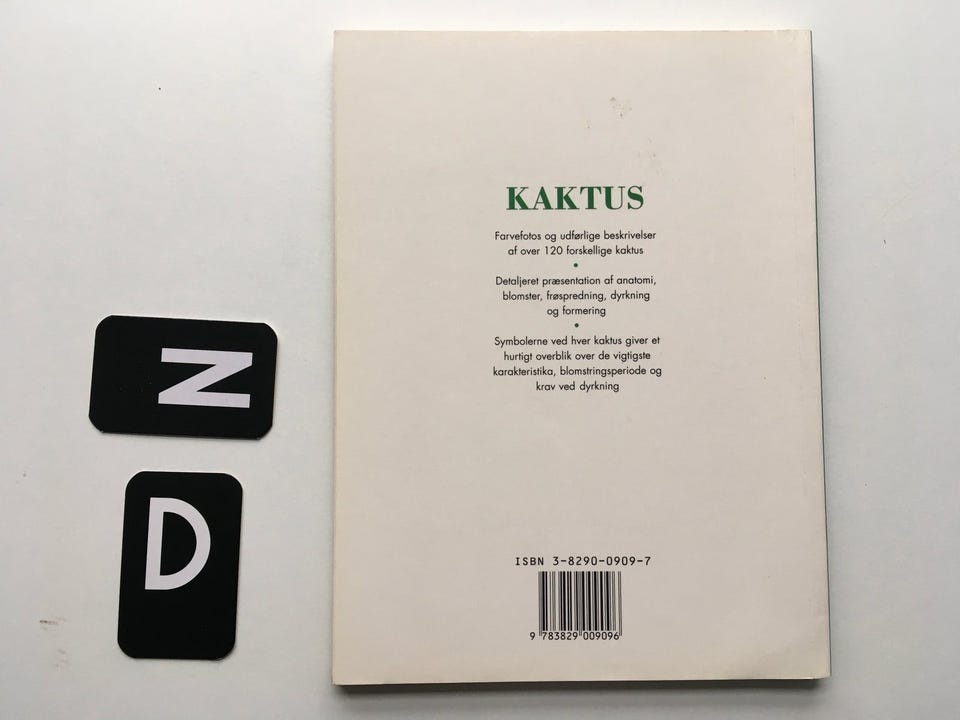 KAKTUS
Farvefotos og udførlige beskrivelser
af over 120 forskellige kaktus
•
Detaljeret præsentation af anatomi,
blomster, frøspredning, dyrkning
og formering
•
Symbolerne ved hver kaktus giver et
hurtigt overblik over de vigtigste
karakteristika, blomstringsperiode og
krav ved dyrkning
ISBN 3-8290-0909-7
9 783829 009096
Z
D